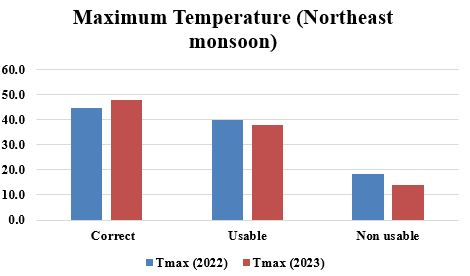 Maximum Temperature (Northeast
monsoon)
60.0
50.0
40.0
30.0
20.0
10.0
0.0
Correct Usable Non usable
Tmax (2022) Tmax (2023)